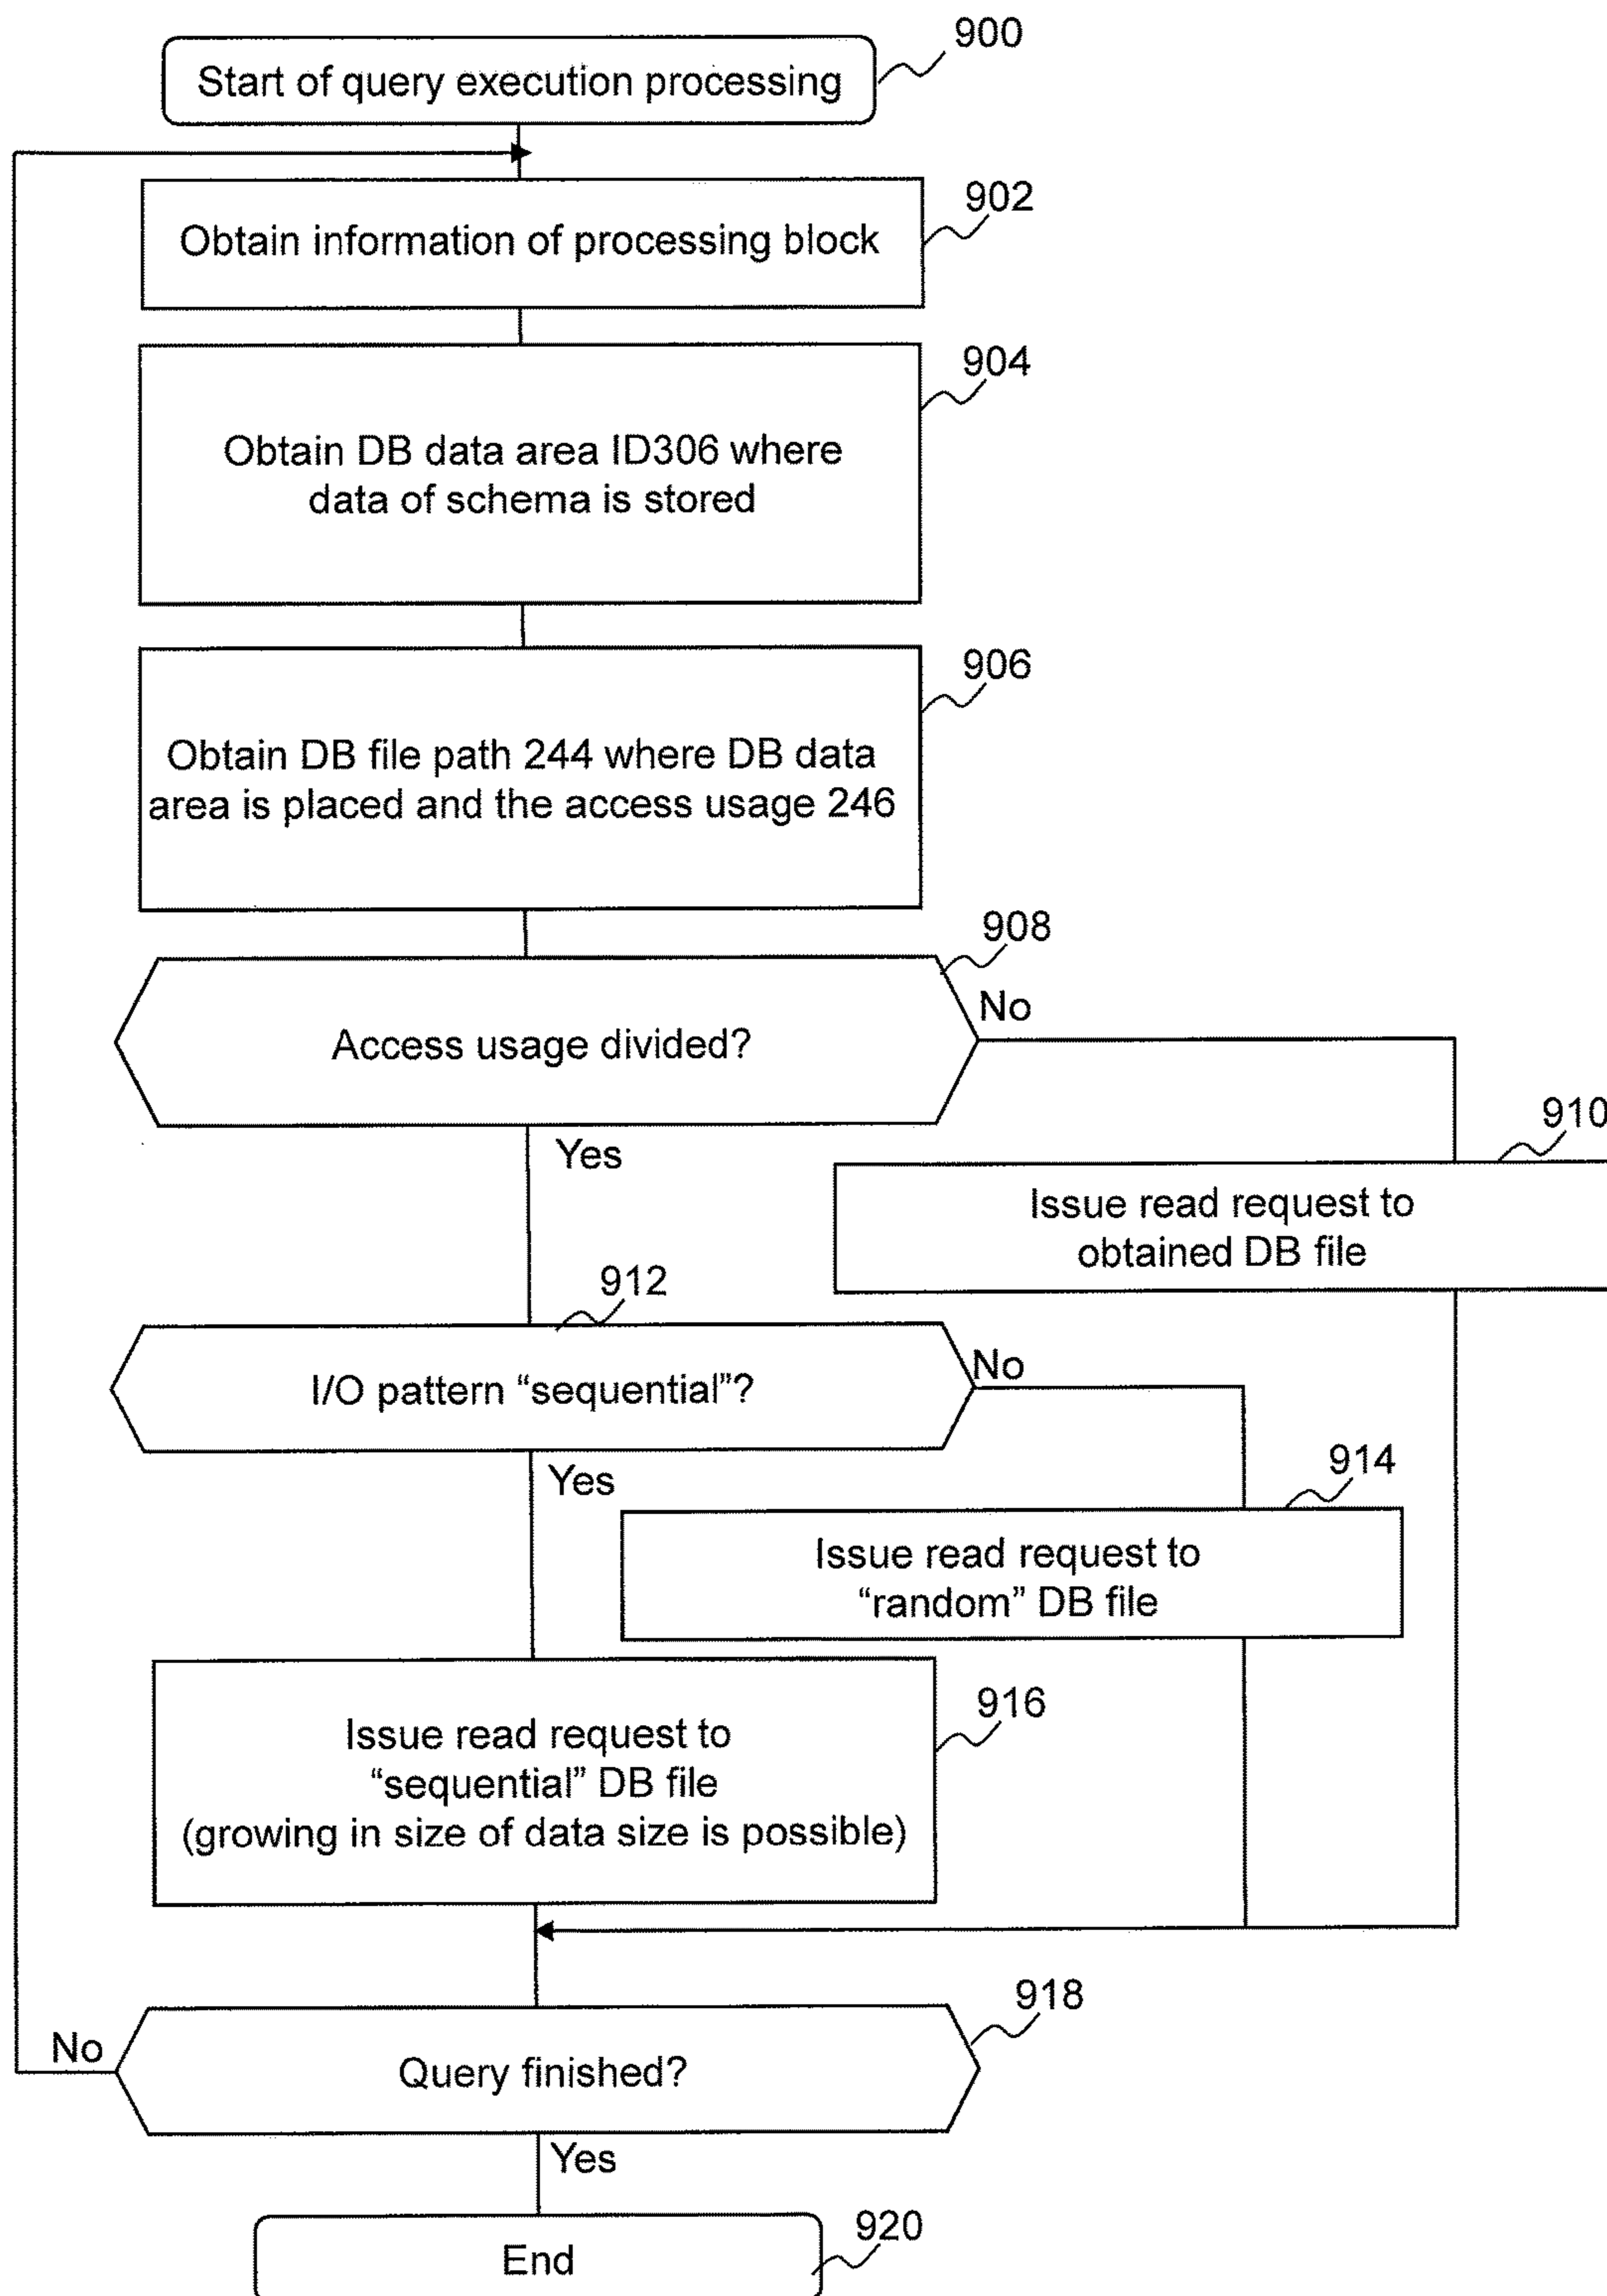 900
Start of query execution processing
902
Obtain information of processing block
904
Obtain DB data area ID306 where
data of schema is stored
906
Obtain DB file path 244 where DB data
area is placed and the access usage 246
908
No
Access usage divided?
Yes
910
Issue read request to
obtained DB file
912
No
I/O pattern “sequential”?
Yes
914
Issue read request to
“random” DB file
916
Issue read request to
“sequential” DB file
(growing in size of data size is possible)
918
No
Query finished?
Yes
920
End